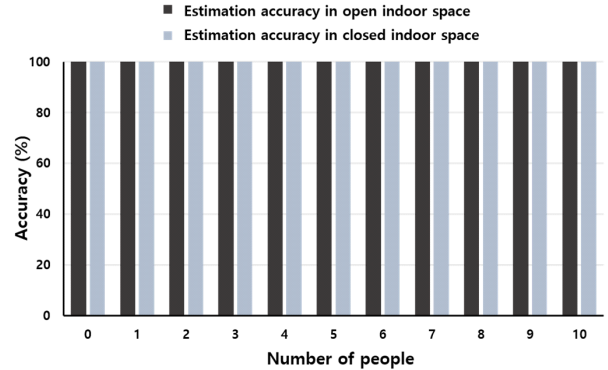 Estimation accuracy in open indoor space
Estimation accuracy in closed indoor space
100
80
60
40
20
0
Accuracy (%)
0 1 2 3 4 5 6 7 8 9 10
Number of people